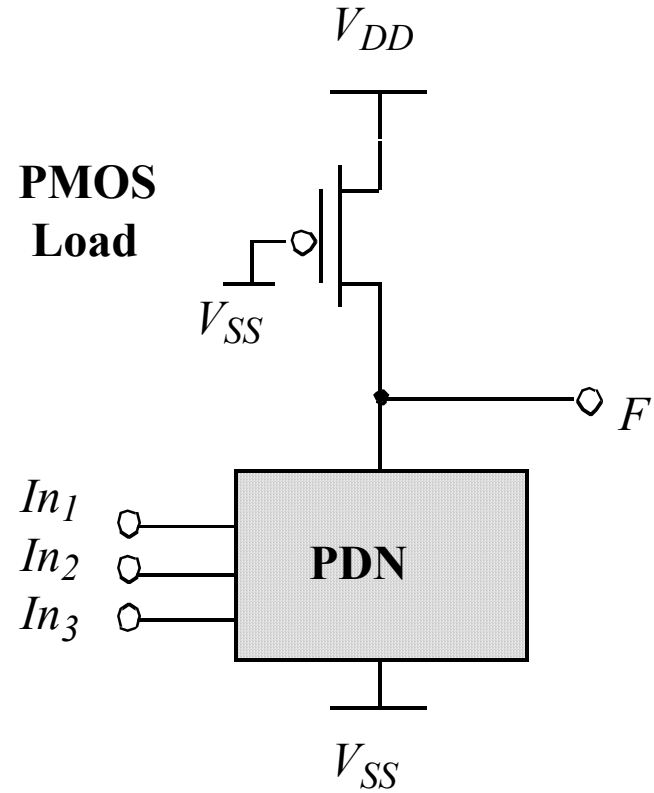 V_DD
PMOS
Load
V_SS
F
In_1
In_2
In_3
PDN
V_SS